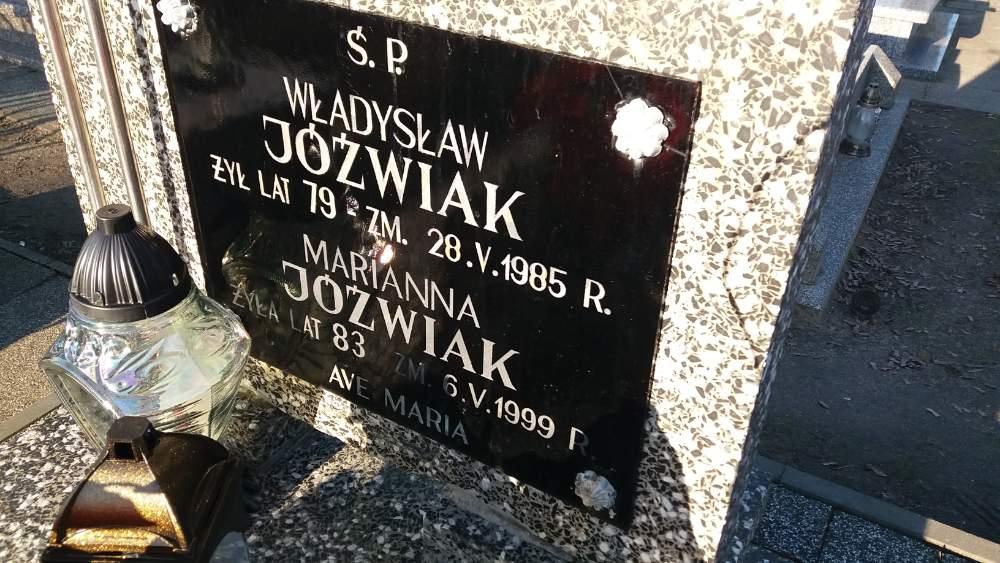 Ś. P.
WŁADYSŁAW
JÓŹWIAK
ŻYŁ LAT 79 - ZM. 28.V.1985 R.
MARIANNA
JÓŹWIAK
ŻYŁA LAT 83 ZM. 6.V.1999 R
AVE MARIA